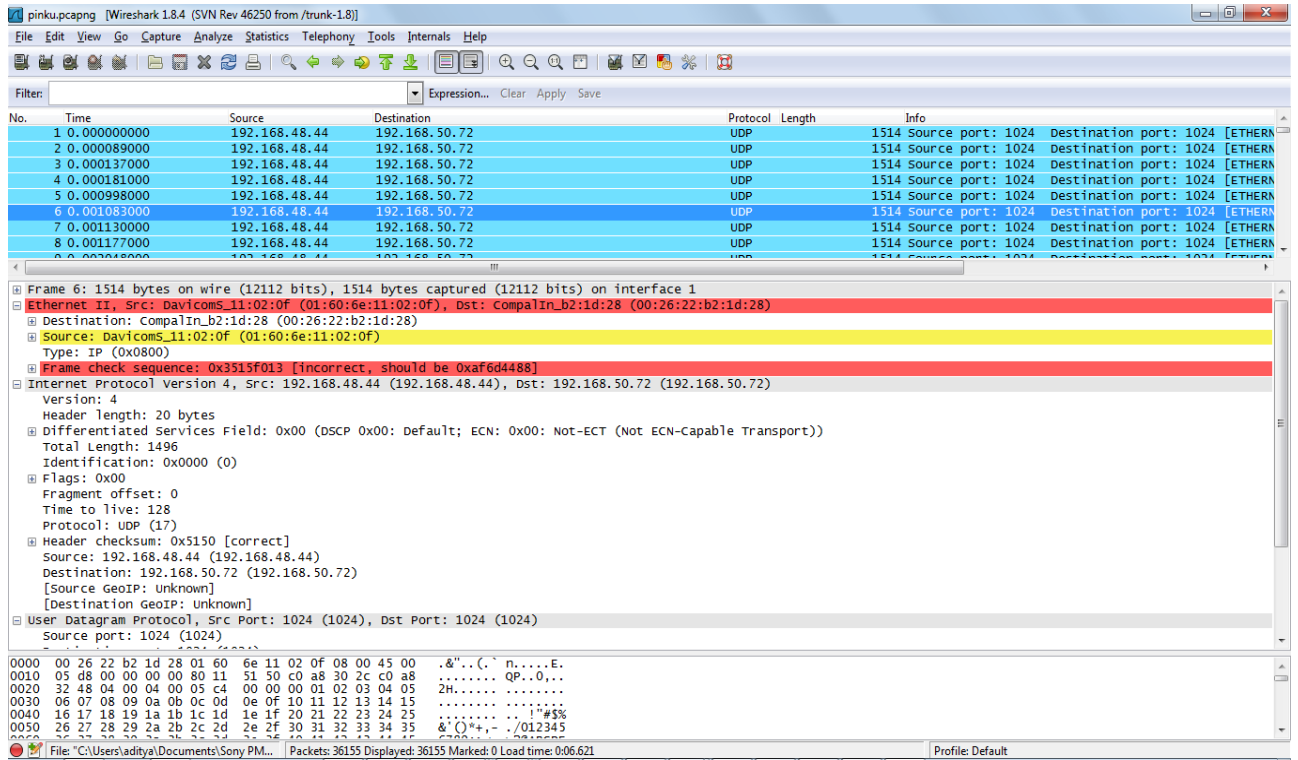 pinku.pcapng [Wireshark 1.8.4 (SVN Rev 46250 from /trunk-1.8)]
File Edit View Go Capture Analyze Statistics Telephony Tools Internals Help
Filter: Expression... Clear Apply Save
No. Time Source Destination Protocol Length Info
1 0.000000000 192.168.48.44 192.168.50.72 UDP 1514 Source port: 1024 Destination port: 1024 [ETHERN
2 0.000089000 192.168.48.44 192.168.50.72 UDP 1514 Source port: 1024 Destination port: 1024 [ETHERN
3 0.000137000 192.168.48.44 192.168.50.72 UDP 1514 Source port: 1024 Destination port: 1024 [ETHERN
4 0.000181000 192.168.48.44 192.168.50.72 UDP 1514 Source port: 1024 Destination port: 1024 [ETHERN
5 0.000998000 192.168.48.44 192.168.50.72 UDP 1514 Source port: 1024 Destination port: 1024 [ETHERN
6 0.001083000 192.168.48.44 192.168.50.72 UDP 1514 Source port: 1024 Destination port: 1024 [ETHERN
7 0.001130000 192.168.48.44 192.168.50.72 UDP 1514 Source port: 1024 Destination port: 1024 [ETHERN
8 0.001177000 192.168.48.44 192.168.50.72 UDP 1514 Source port: 1024 Destination port: 1024 [ETHERN
Frame 6: 1514 bytes on wire (12112 bits), 1514 bytes captured (12112 bits) on interface 1
Ethernet II, Src: DavicomS_11:02:0f (01:60:6e:11:02:0f), Dst: CompalIn_b2:1d:28 (00:26:22:b2:1d:28)
Destination: CompalIn_b2:1d:28 (00:26:22:b2:1d:28)
Source: DavicomS_11:02:0f (01:60:6e:11:02:0f)
Type: IP (0x0800)
Frame check sequence: 0x3515f013 [incorrect, should be 0xaf6d4488]
Internet Protocol Version 4, Src: 192.168.48.44 (192.168.48.44), Dst: 192.168.50.72 (192.168.50.72)
Version: 4
Header length: 20 bytes
Differentiated Services Field: 0x00 (DSCP 0x00: Default; ECN: 0x00: Not-ECT (Not ECN-Capable Transport))
Total Length: 1496
Identification: 0x0000 (0)
Flags: 0x00
Fragment offset: 0
Time to live: 128
Protocol: UDP (17)
Header checksum: 0x5150 [correct]
Source: 192.168.48.44 (192.168.48.44)
Destination: 192.168.50.72 (192.168.50.72)
[Source GeoIP: Unknown]
[Destination GeoIP: Unknown]
User Datagram Protocol, Src Port: 1024 (1024), Dst Port: 1024 (1024)
Source port: 1024 (1024)
0000 00 26 22 b2 1d 28 01 60 6e 11 02 0f 08 00 45 00 .&"..(.` n.....E.
0010 05 d8 00 00 00 00 80 11 51 50 c0 a8 30 2c c0 a8 ........ QP..0,..
0020 32 48 04 00 04 00 05 c4 00 00 00 01 02 03 04 05 2H...... ........
0030 06 07 08 09 0a 0b 0c 0d 0e 0f 10 11 12 13 14 15 ........ ........
0040 16 17 18 19 1a 1b 1c 1d 1e 1f 20 21 22 23 24 25 ........ .. !"#$%
0050 26 27 28 29 2a 2b 2c 2d 2e 2f 30 31 32 33 34 35 &'()*+,- ./012345
File: "C:\Users\aditya\Documents\Sony PM... Packets: 36155 Displayed: 36155 Marked: 0 Load time: 0:06.621 Profile: Default